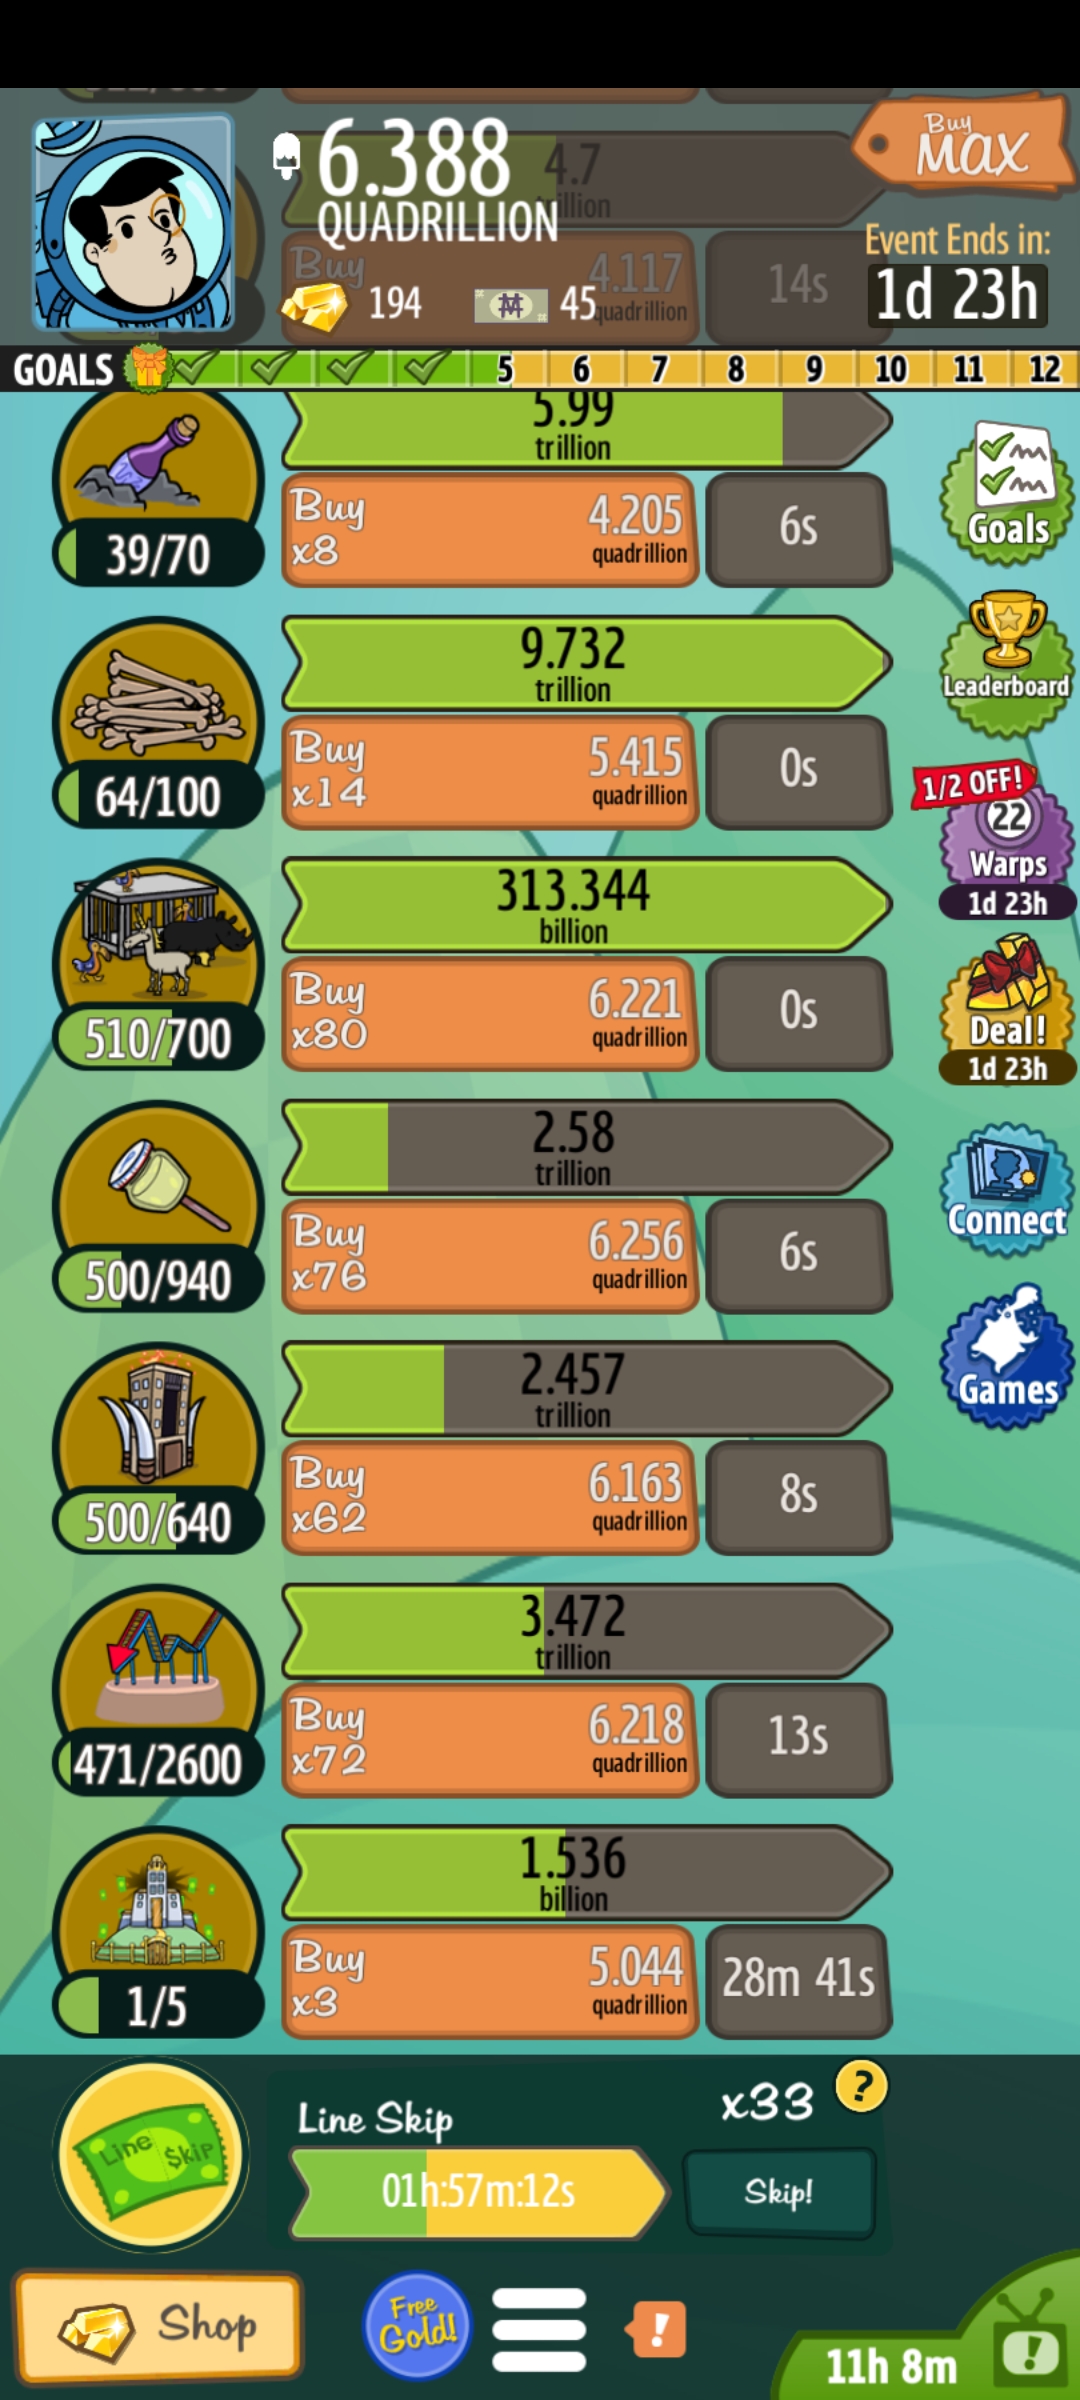 6.388
QUADRILLION
Buy
MAX
4.7
Buy
4.117
quadrillion
14s
Event Ends in:
1d 23h
194
45
GOALS
5
6
7
8
9
10
11
12
5.99
trillion
39/70
Buy
x8
4.205
quadrillion
6s
Goals
9.732
trillion
64/100
Buy
x14
5.415
quadrillion
0s
Leaderboard
1/2 OFF!
22
Warps
1d 23h
313.344
billion
510/700
Buy
x80
6.221
quadrillion
0s
Deal!
1d 23h
2.58
trillion
500/940
Buy
x76
6.256
quadrillion
6s
Connect
2.457
trillion
500/640
Buy
x62
6.163
quadrillion
8s
Games
3.472
trillion
471/2600
Buy
x72
6.218
quadrillion
13s
1.536
billion
1/5
Buy
x3
5.044
quadrillion
28m 41s
Line $kip
Line Skip
x33
?
01h:57m:12s
Skip!
Shop
Free
Gold!
!
11h 8m
!